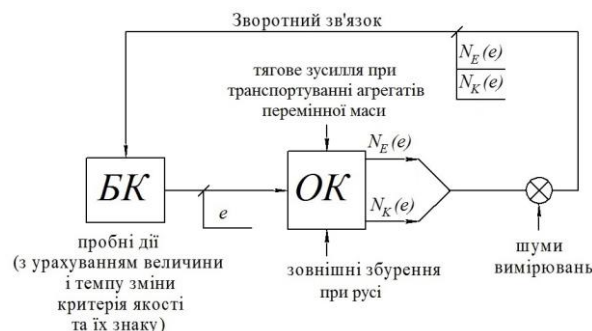 Зворотний зв'язок
N_E(e)
N_K(e)
тягове зусилля при
транспортуванні агрегатів
перемінної маси
N_E(e)
БК
ОК
e
N_K(e)
пробні дії
(з урахуванням величини
і темпу зміни
критерія якості
та їх знаку)
зовнішні збурення
при русі
шуми
вимірювань